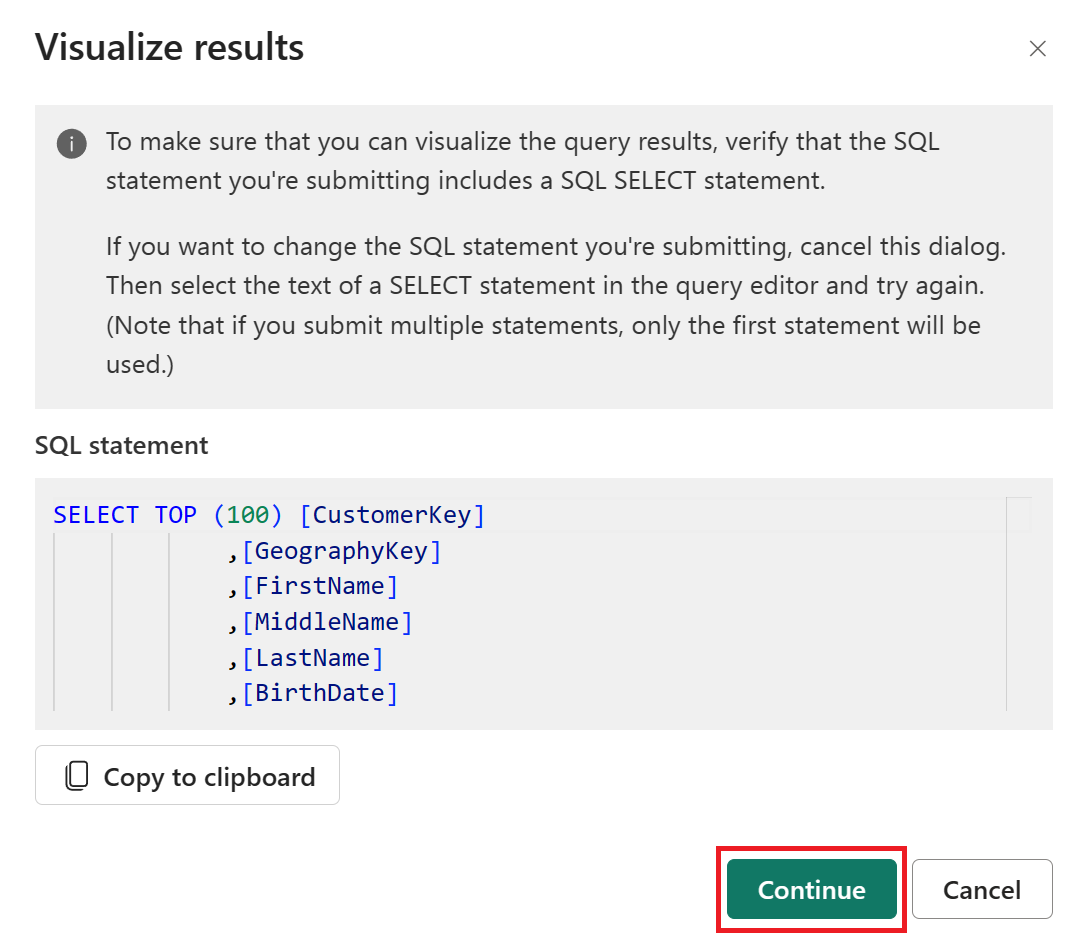 Visualize results
To make sure that you can visualize the query results, verify that the SQL
statement you're submitting includes a SQL SELECT statement.
If you want to change the SQL statement you're submitting, cancel this dialog.
Then select the text of a SELECT statement in the query editor and try again.
(Note that if you submit multiple statements, only the first statement will be
used.)
SQL statement
SELECT TOP (100) [CustomerKey]
,[GeographyKey]
,[FirstName]
,[MiddleName]
,[LastName]
,[BirthDate]
Copy to clipboard
Continue
Cancel